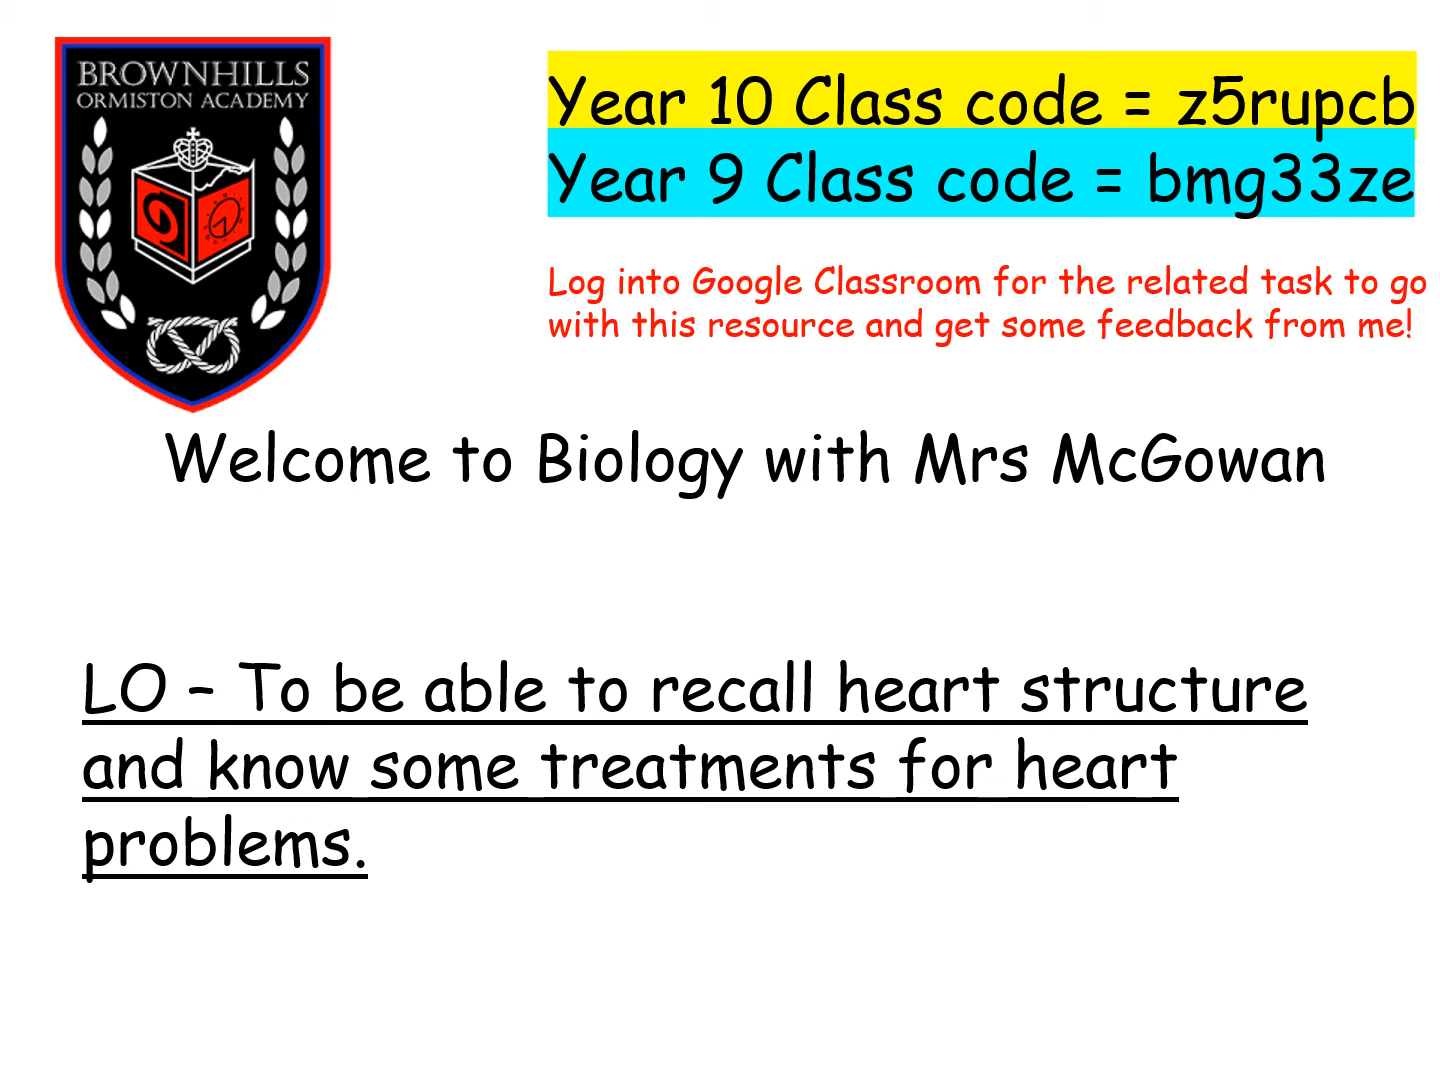 BROWNHILLS
ORMISTON ACADEMY
Year 10 Class code = z5rupcb
Year 9 Class code = bmg33ze
Log into Google Classroom for the related task to go
with this resource and get some feedback from me!
Welcome to Biology with Mrs McGowan
LO – To be able to recall heart structure
and know some treatments for heart
problems.